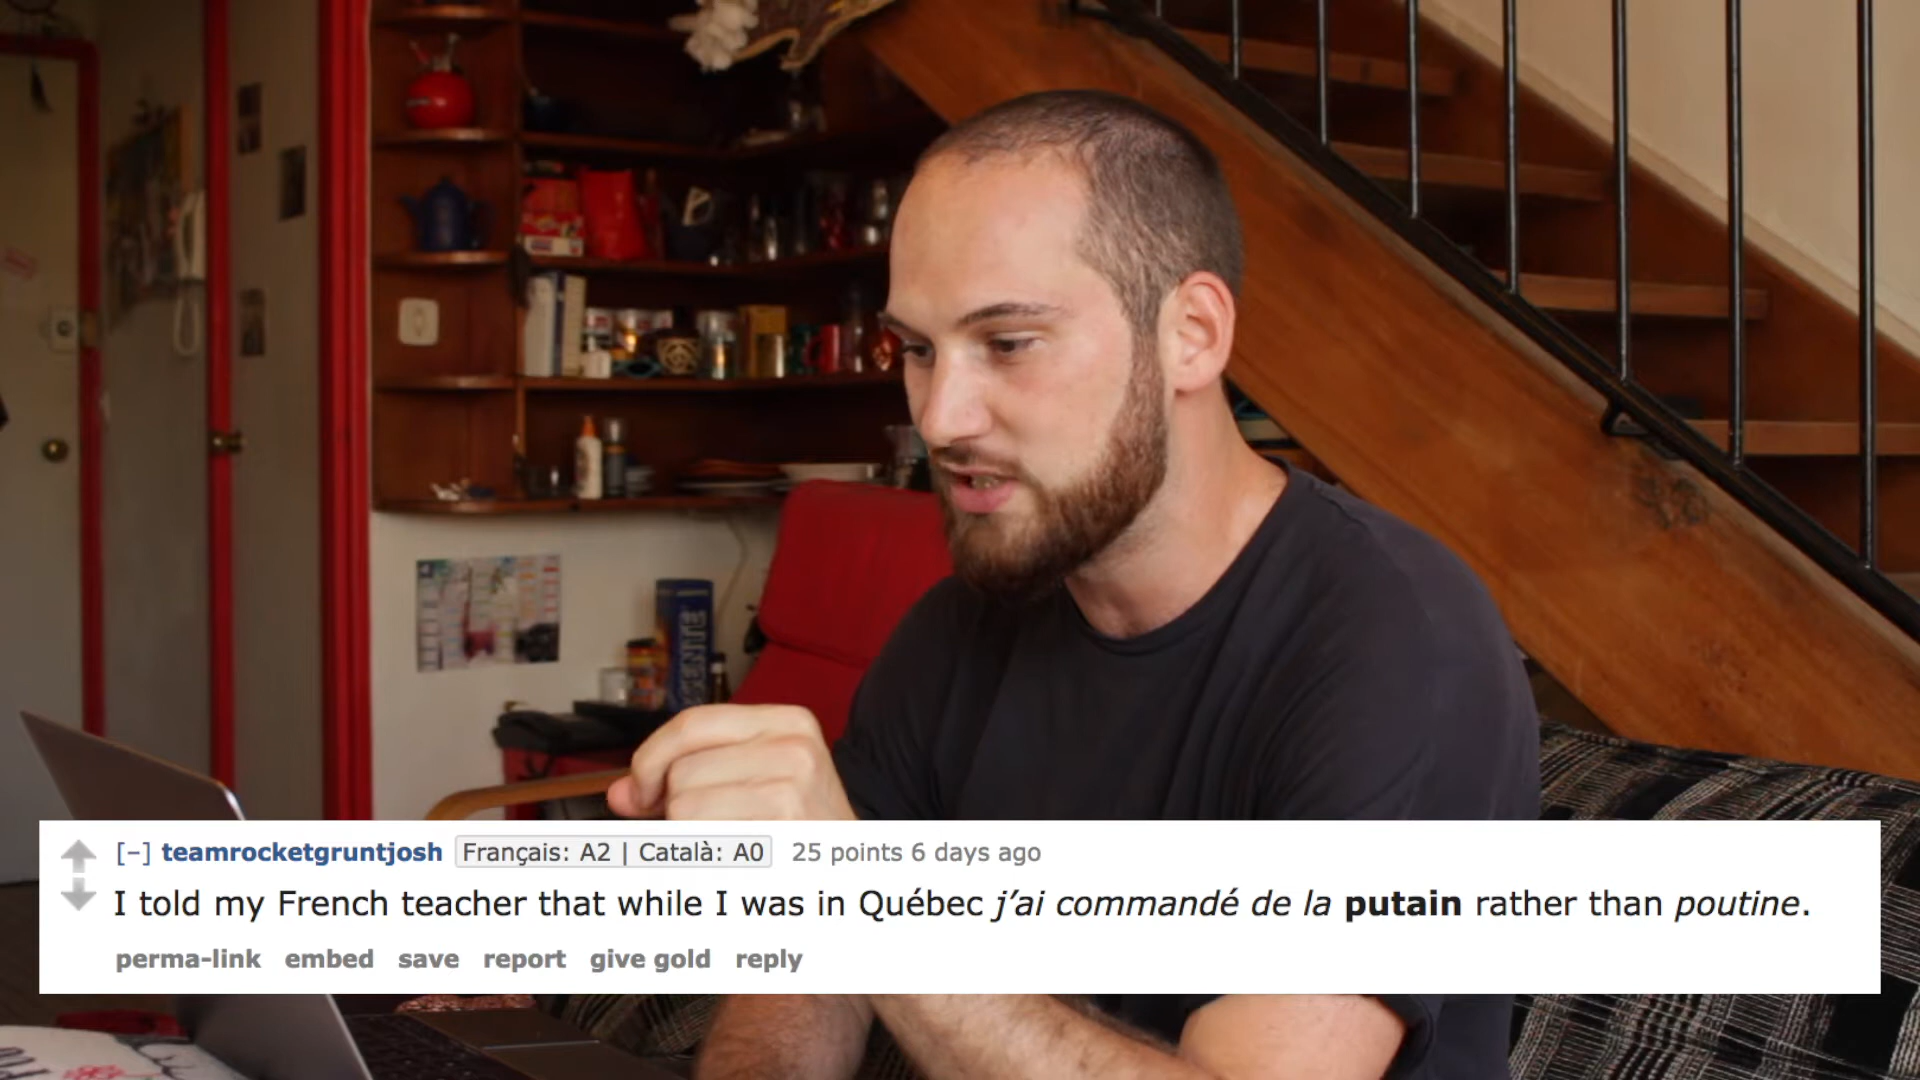 [–] teamrocketgruntjosh Français: A2 | Català: A0 25 points 6 days ago
I told my French teacher that while I was in Québec j’ai commandé de la putain rather than poutine.
perma-link embed save report give gold reply